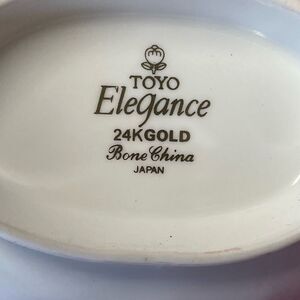 TOYO
Elegance
24KGOLD
Bone China
JAPAN